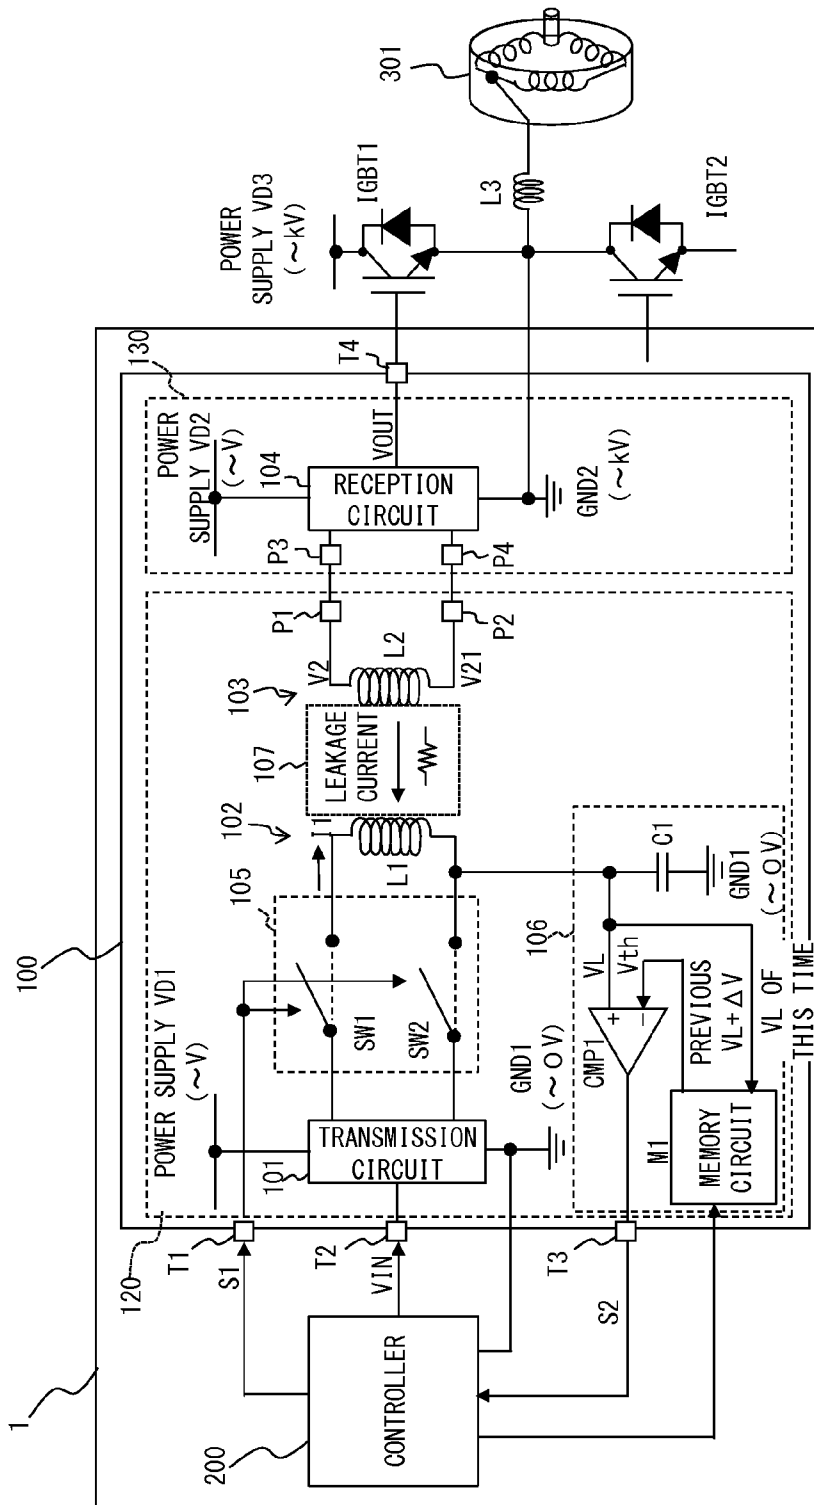 1
100
120
POWER SUPPLY VD1
(～V)
130
POWER
SUPPLY VD2
(～V)
POWER
SUPPLY VD3
(～kV)
IGBT1
301
T1
S1
105
SW1
SW2
102
I1
L1
107
LEAKAGE
CURRENT
103
V2
L2
V21
P1
P2
P3
P4
104
RECEPTION
CIRCUIT
VOUT
T4
L3
IGBT2
GND2
(～kV)
200
CONTROLLER
VIN
T2
101
TRANSMISSION
CIRCUIT
GND1
(～0V)
106
VL
Vth
C1
GND1
(～0V)
CMP1
+
-
PREVIOUS
VL+ΔV
VL OF
THIS TIME
M1
MEMORY
CIRCUIT
T3
S2